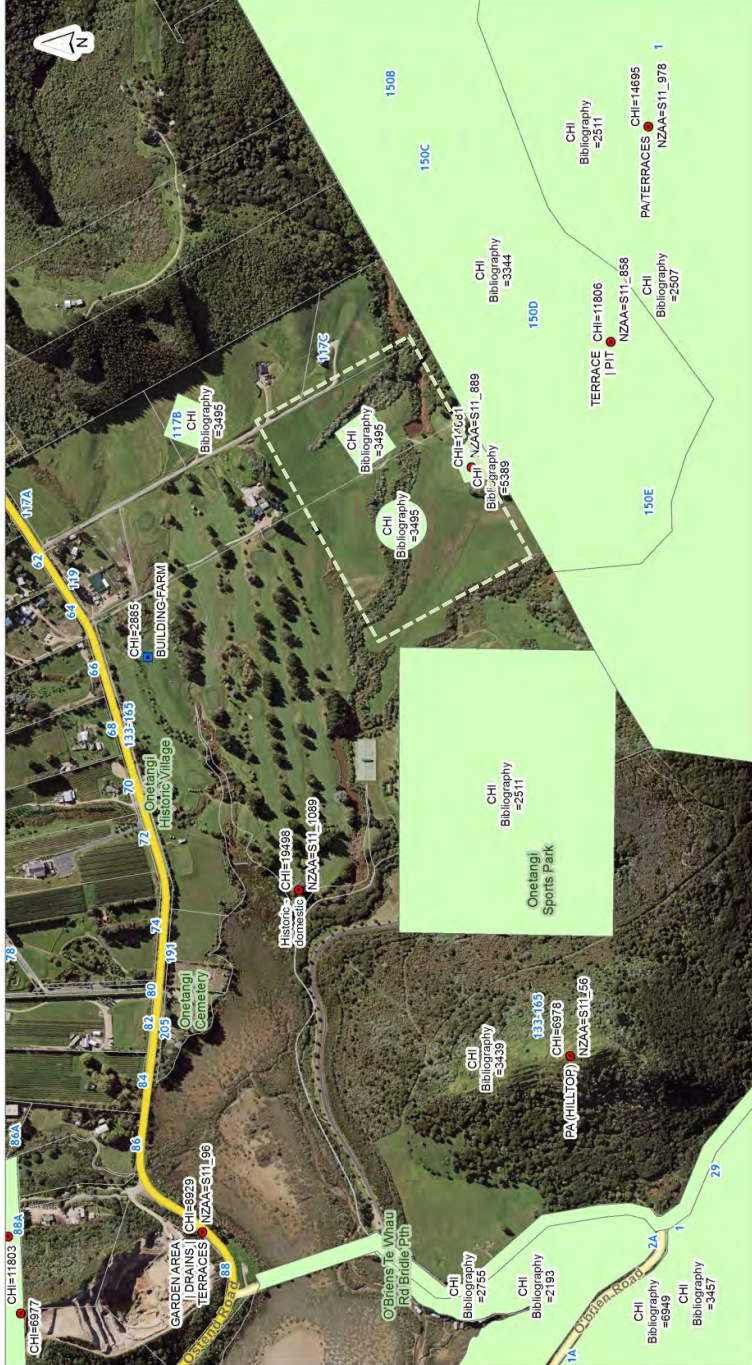 CHI=6977
CHI=11803
88A
86A
78
GARDEN AREA
| DRAINS, |
TERRACES
CHI=8929
NZAA=S11_96
88
Ostend Road
86
84
82
80
205
191
74
72
70
68
66
64
62
119
117A
133-165
Onetangi
Cemetery
Onetangi
Historic Village
CHI=2885
BUILDING-FARM
117B
CHI
Bibliography
=3495
117C
N
Historic -
domestic
CHI=19498
NZAA=S11_1089
O'Briens Te Whau
Rd Bridle Pth
CHI
Bibliography
=3495
CHI
Bibliography
=3495
150B
150C
CHI
Bibliography
=2755
CHI
Bibliography
=2193
CHI
Bibliography
=3439
133-165
CHI=6978
PA (HILLTOP)
NZAA=S11_56
CHI
Bibliography
=2511
Onetangi
Sports Park
NZAA=S11_889
CHI
Bibliography
=5389
CHI
Bibliography
=3344
150D
CHI
Bibliography
=2511
1A
O'brien Road
2A
1
29
CHI
Bibliography
=6949
CHI
Bibliography
=3457
150E
TERRACE
| PIT
CHI=11806
NZAA=S11_858
CHI
Bibliography
=2507
PA/TERRACES
CHI=14695
NZAA=S11_978
1